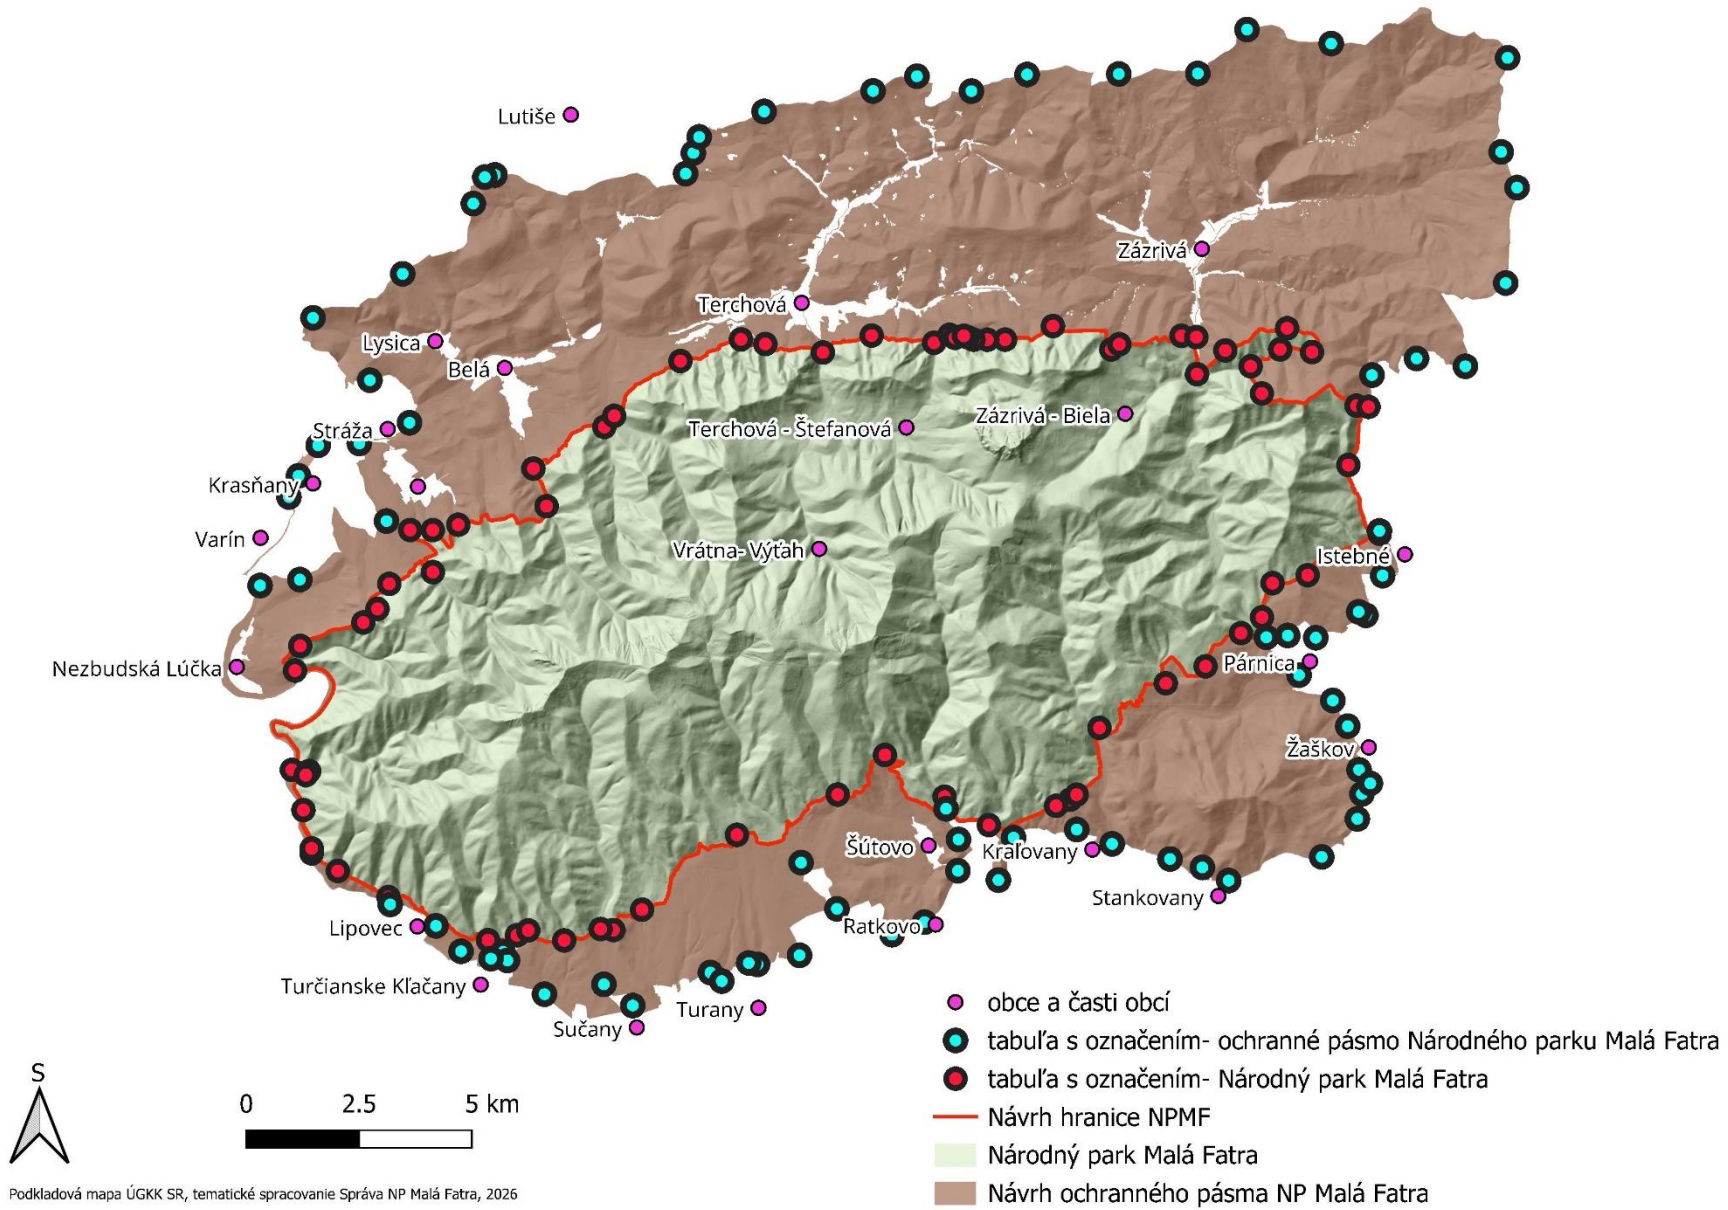 Lutiše
Zázrivá
Terchová
Lysica
Belá
Zázrivá - Biela
Terchová - Štefanová
Stráža
Krasňany
Varín
Vrátna- Výťah
Istebné
Párnica
Nezbudská Lúčka
Žaškov
Šútovo
Kraľovany
Stankovany
Lipovec
Ratkovo
Turčianske Kľačany
Turany
Sučany
obce a časti obcí
tabuľa s označením- ochranné pásmo Národného parku Malá Fatra
tabuľa s označením- Národný park Malá Fatra
Návrh hranice NPMF
Národný park Malá Fatra
Návrh ochranného pásma NP Malá Fatra
S
0 2.5 5 km
Podkladová mapa ÚGKK SR, tematické spracovanie Správa NP Malá Fatra, 2026